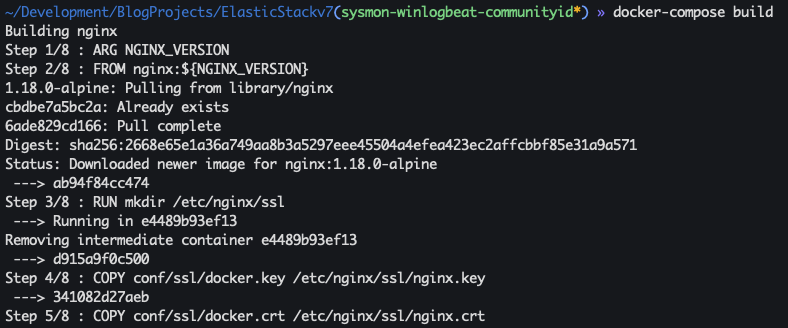 ~/Development/BlogProjects/ElasticStackv7(sysmon-winlogbeat-communityid*) » docker-compose build
Building nginx
Step 1/8 : ARG NGINX_VERSION
Step 2/8 : FROM nginx:${NGINX_VERSION}
1.18.0-alpine: Pulling from library/nginx
cbdbe7a5bc2a: Already exists
6ade829cd166: Pull complete
Digest: sha256:2668e65e1a36a749aa8b3a5297eee45504a4efea423ec2affcbbf85e31a9a571
Status: Downloaded newer image for nginx:1.18.0-alpine
 ---> ab94f84cc474
Step 3/8 : RUN mkdir /etc/nginx/ssl
 ---> Running in e4489b93ef13
Removing intermediate container e4489b93ef13
 ---> d915a9f0c500
Step 4/8 : COPY conf/ssl/docker.key /etc/nginx/ssl/nginx.key
 ---> 341082d27aeb
Step 5/8 : COPY conf/ssl/docker.crt /etc/nginx/ssl/nginx.crt